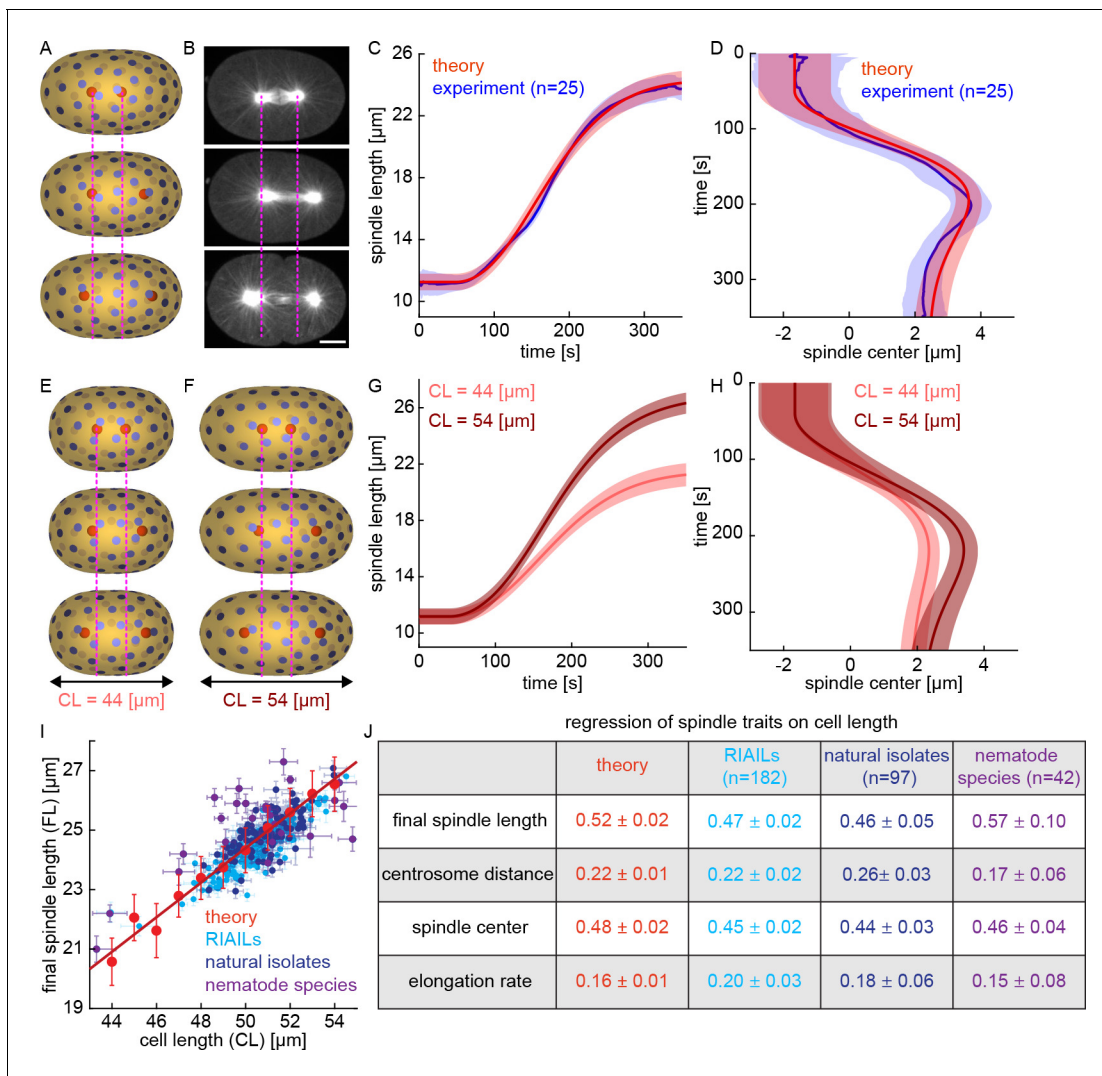 A
B
C
26
22
18
14
10
spindle length [µm]
theory
experiment (n=25)
0
100
200
300
time [s]
D
0
100
200
300
time [s]
theory
experiment (n=25)
-2
0
2
4
spindle center [µm]
E
F
CL = 44 [µm]
CL = 54 [µm]
G
26
22
18
14
10
spindle length [µm]
CL = 44 [µm]
CL = 54 [µm]
0
100
200
300
time [s]
H
0
100
200
300
time [s]
CL = 44 [µm]
CL = 54 [µm]
-2
0
2
4
spindle center [µm]
I
27
25
23
21
19
final spindle length (FL) [µm]
theory
RIAILs
natural isolates
nematode species
44
46
48
50
52
54
cell length (CL) [µm]
J
regression of spindle traits on cell length
theory
RIAILs
(n=182)
natural isolates
(n=97)
nematode
species (n=42)
final spindle length
0.52 ± 0.02
0.47 ± 0.02
0.46 ± 0.05
0.57 ± 0.10
centrosome distance
0.22 ± 0.01
0.22 ± 0.02
0.26± 0.03
0.17 ± 0.06
spindle center
0.48 ± 0.02
0.45 ± 0.02
0.44 ± 0.03
0.46 ± 0.04
elongation rate
0.16 ± 0.01
0.20 ± 0.03
0.18 ± 0.06
0.15 ± 0.08